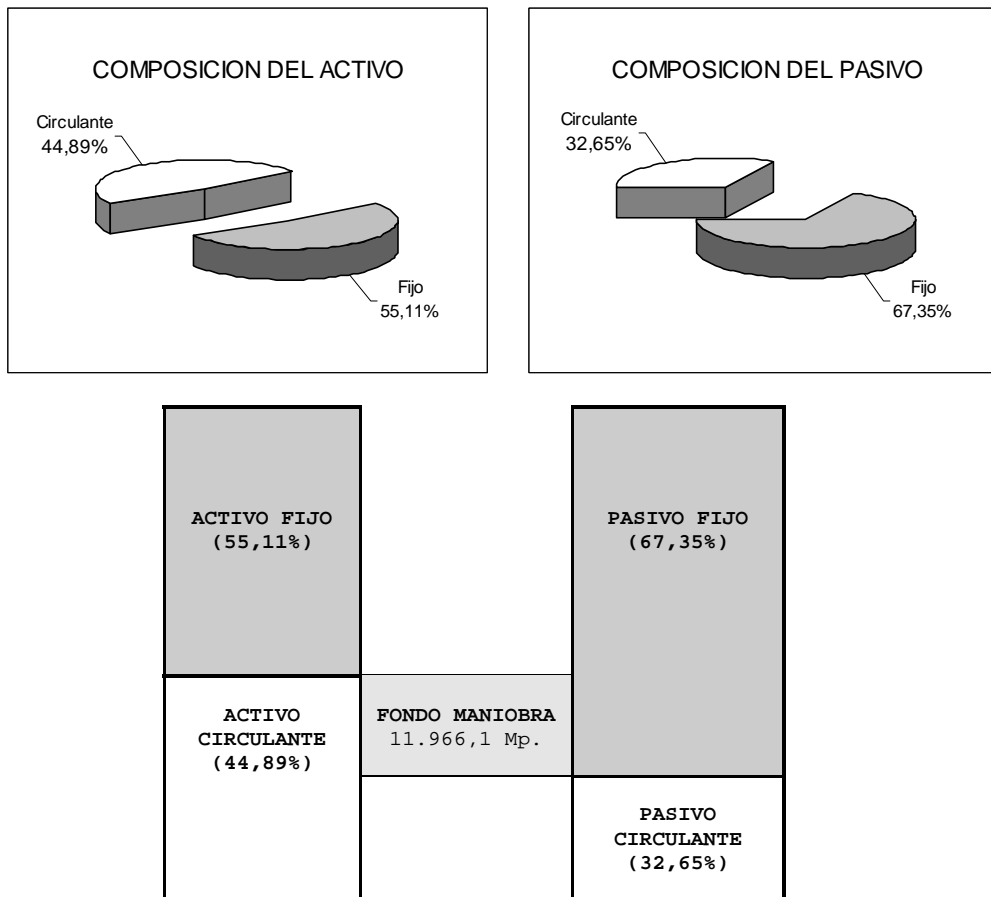 COMPOSICION DEL ACTIVO
Circulante
44,89%
Fijo
55,11%
COMPOSICION DEL PASIVO
Circulante
32,65%
Fijo
67,35%
ACTIVO FIJO
(55,11%)
PASIVO FIJO
(67,35%)
ACTIVO
CIRCULANTE
(44,89%)
FONDO MANIOBRA
11.966,1 Mp.
PASIVO
CIRCULANTE
(32,65%)